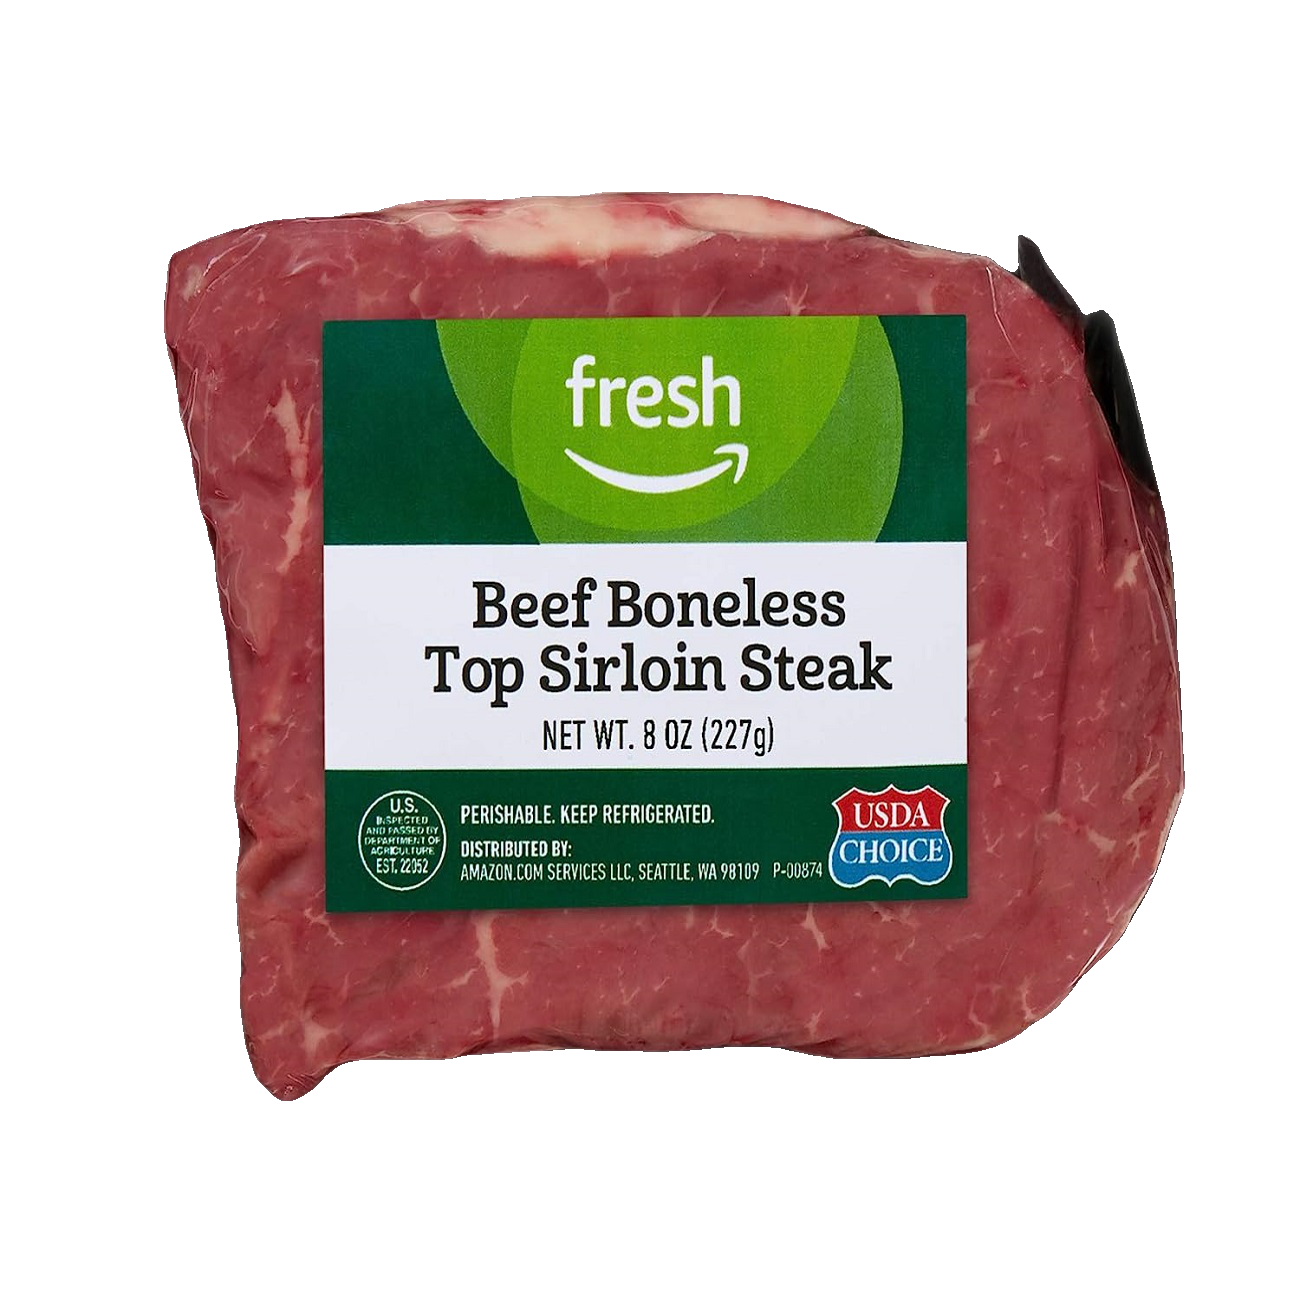 fresh
Beef Boneless
Top Sirloin Steak
NET WT. 8 OZ (227g)
U.S.
INSPECTED
AND PASSED BY
DEPARTMENT OF
AGRICULTURE
EST. 22052
PERISHABLE. KEEP REFRIGERATED.
DISTRIBUTED BY:
AMAZON.COM SERVICES LLC, SEATTLE, WA 98109 P-00874
USDA
CHOICE